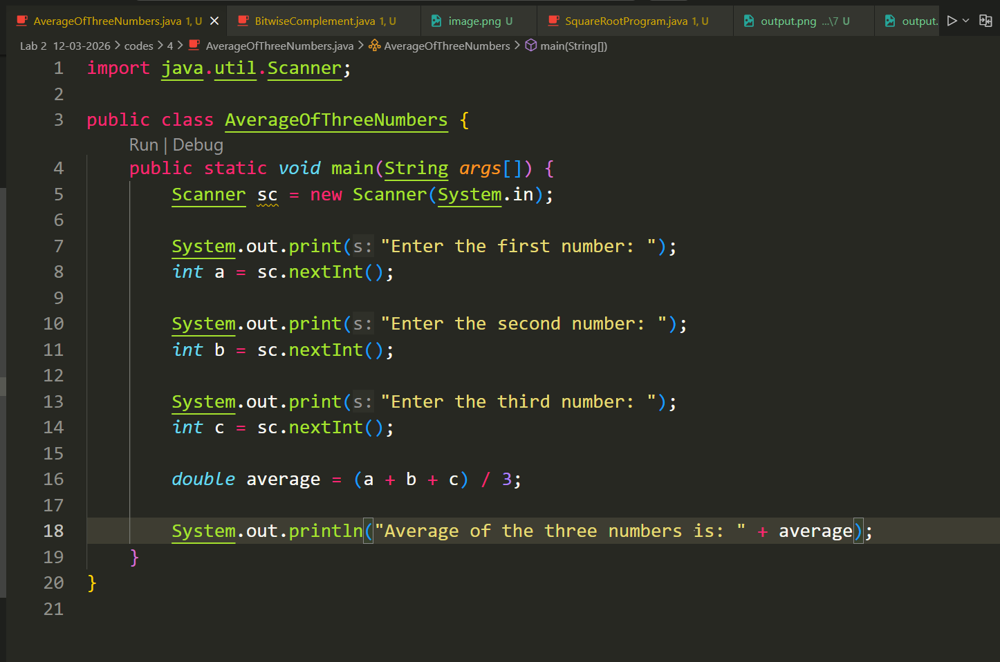 AverageOfThreeNumbers.java 1, U BitwiseComplement.java 1, U image.png U SquareRootProgram.java 1, U output.png ...\7 U output.
Lab 2 12-03-2026 > codes > 4 > AverageOfThreeNumbers.java > AverageOfThreeNumbers > main(String[])
1 import java.util.Scanner;
2
3 public class AverageOfThreeNumbers {
Run | Debug
4 public static void main(String args[]) {
5 Scanner sc = new Scanner(System.in);
6
7 System.out.print(s: "Enter the first number: ");
8 int a = sc.nextInt();
9
10 System.out.print(s: "Enter the second number: ");
11 int b = sc.nextInt();
12
13 System.out.print(s: "Enter the third number: ");
14 int c = sc.nextInt();
15
16 double average = (a + b + c) / 3;
17
18 System.out.println("Average of the three numbers is: " + average);
19 }
20 }
21